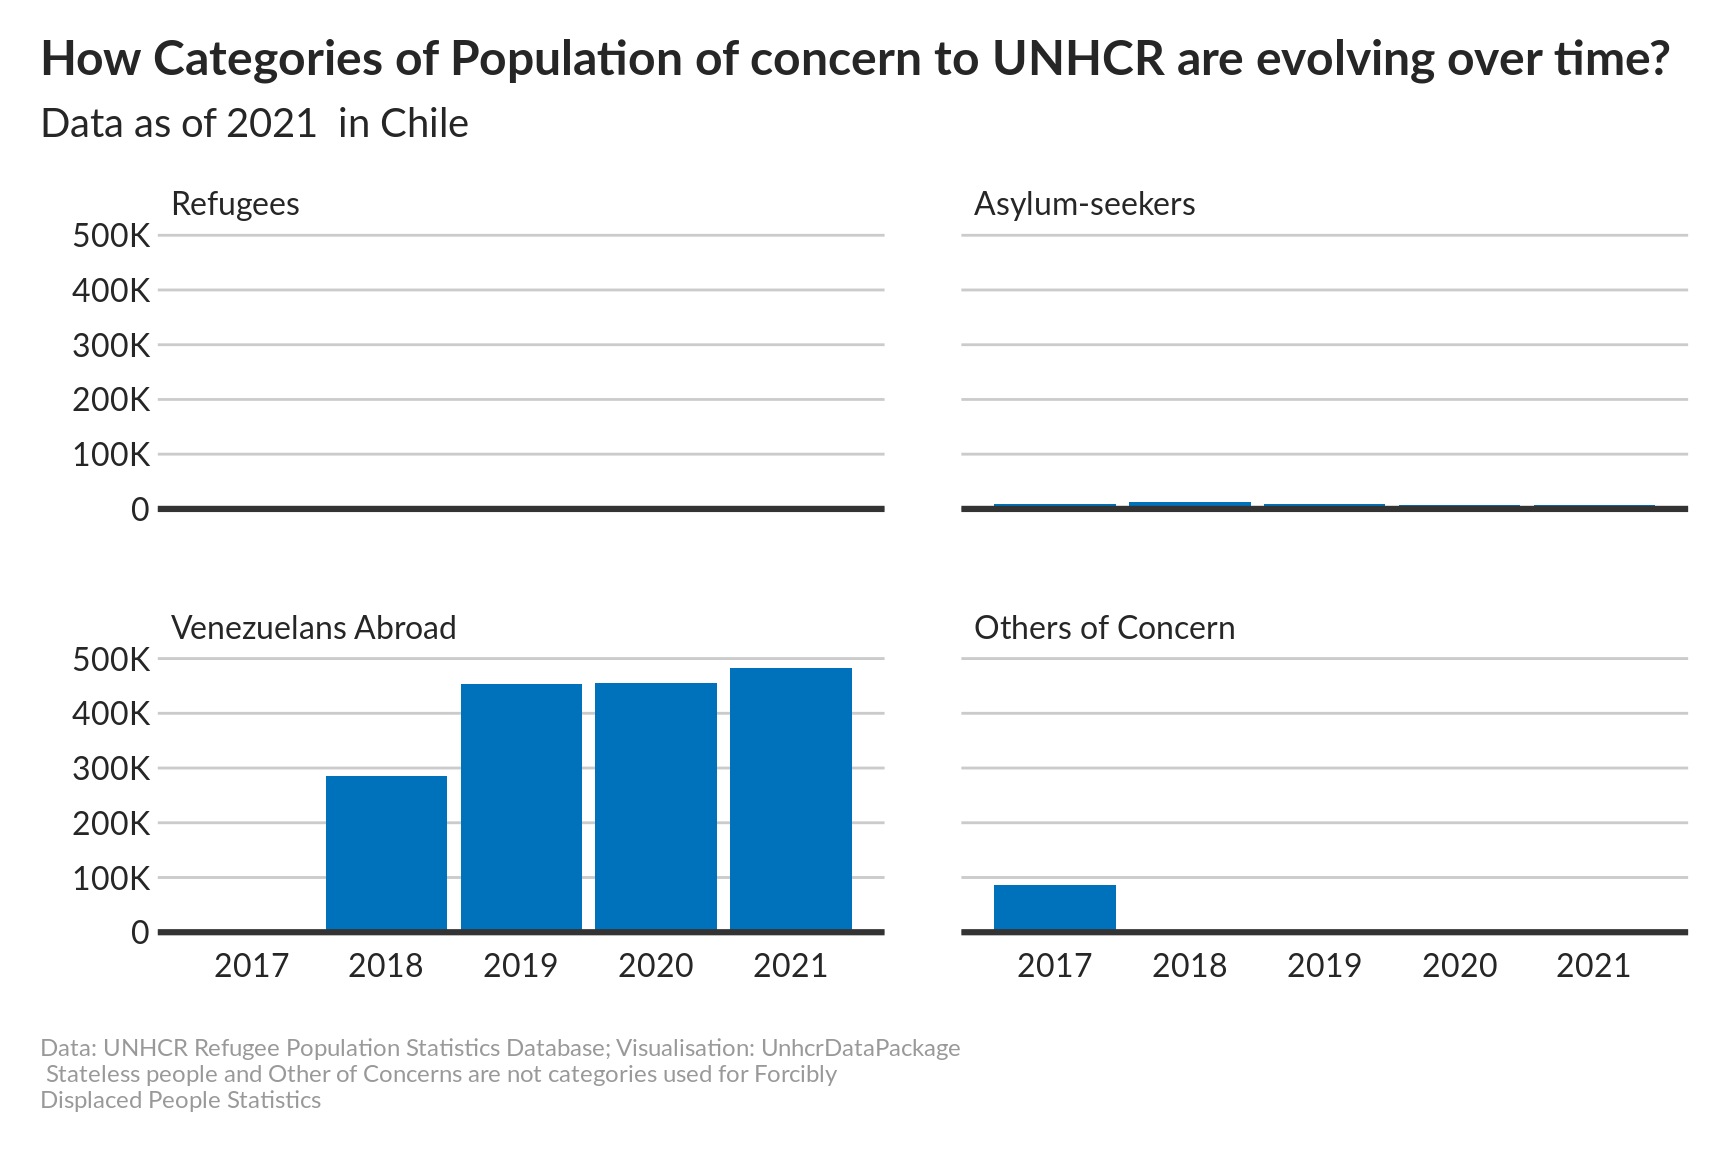 How Categories of Population of concern to UNHCR are evolving over time?
Data as of 2021  in Chile
Refugees
500K
400K
300K
200K
100K
0
Asylum-seekers
Venezuelans Abroad
500K
400K
300K
200K
100K
0
2017 2018 2019 2020 2021
Others of Concern
2017 2018 2019 2020 2021
Data: UNHCR Refugee Population Statistics Database; Visualisation: UnhcrDataPackage
Stateless people and Other of Concerns are not categories used for Forcibly
Displaced People Statistics